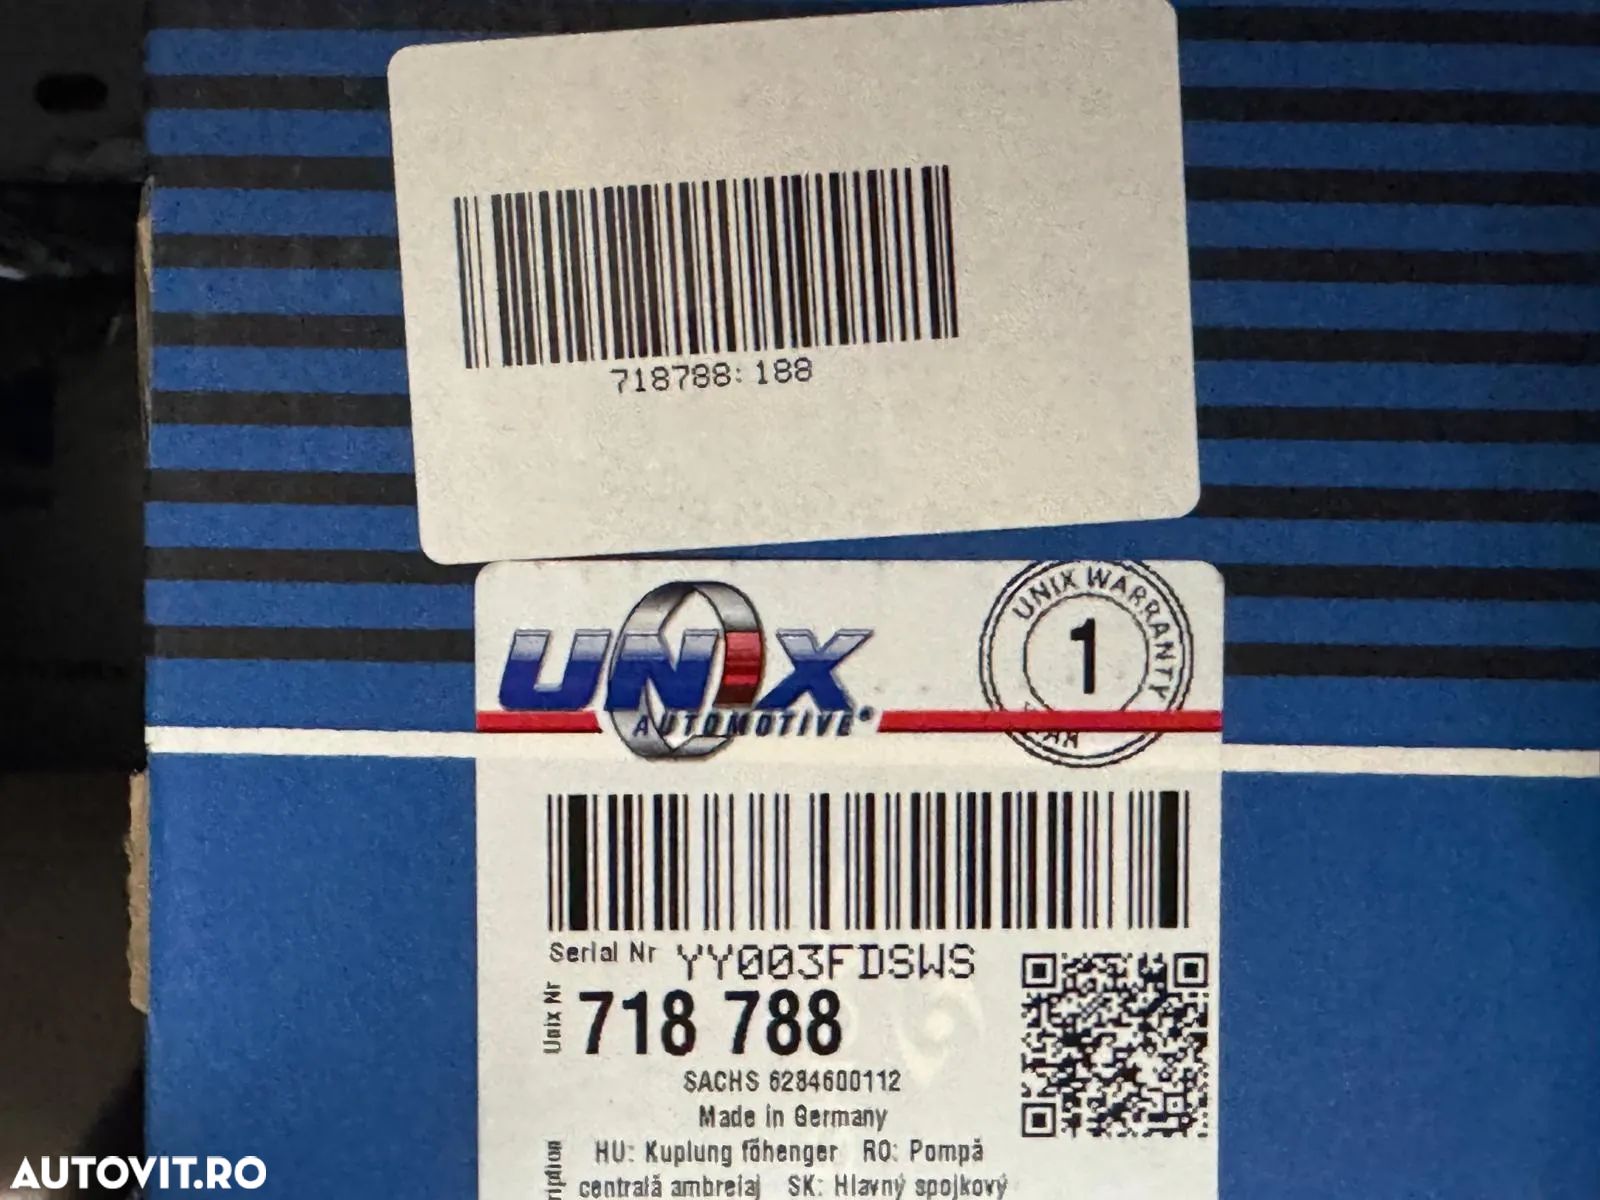 718788:188
UNIX
AUTOMOTIVE®
UNIX WARRANTY
1
YEAR
Serial Nr YY003FDSWS
Unix Nr
718 788
SACHS 6284600112
Made in Germany
HU: Kuplung főhenger RO: Pompă
centrală ambreiaj SK: Hlavný spojkový
AUTOVIT.RO